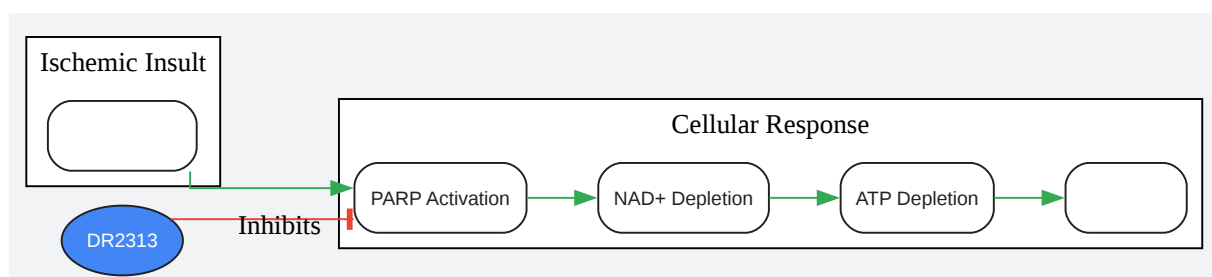 Ischemic Insult
Cellular Response
PARP Activation
NAD+ Depletion
ATP Depletion
Inhibits
DR2313